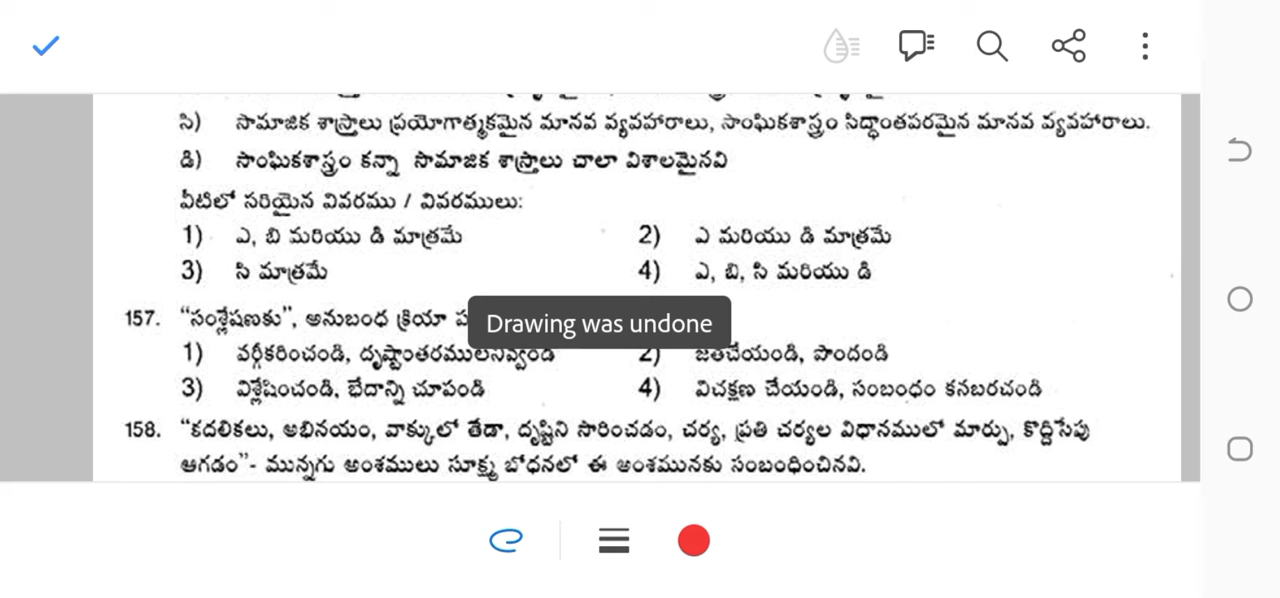 సి) సామాజిక శాస్త్రాలు ప్రయోగాత్మకమైన మానవ వ్యవహారాలు, సాంఘికశాస్త్రం సిద్ధాంతపరమైన మానవ వ్యవహారాలు.
డి) సాంఘికశాస్త్రం కన్నా సామాజిక శాస్త్రాలు చాలా విశాలమైనవి
వీటిలో సరియైన వివరము / వివరములు:
1) ఎ, బి మరియు డి మాత్రమే 2) ఎ మరియు డి మాత్రమే
3) సి మాత్రమే 4) ఎ, బి, సి మరియు డి
157. “సంశ్లేషణకు”, అనుబంధ క్రియా
Drawing was undone
1) వర్గీకరించండి, దృష్టాంతరములనివ్వండి 2) జతచేయండి, పొందండి
3) విశ్లేషించండి, భేదాన్ని చూపండి 4) విచక్షణ చేయండి, సంబంధం కనబరచండి
158. “కదలికలు, అభినయం, వాక్కులో తేడా, దృష్టిని సారించడం, చర్య, ప్రతి చర్యల విధానములో మార్పు, కొద్దిసేపు
ఆగడం”- మున్నగు అంశములు సూక్ష్మ బోధనలో ఈ అంశమునకు సంబంధించినవి.